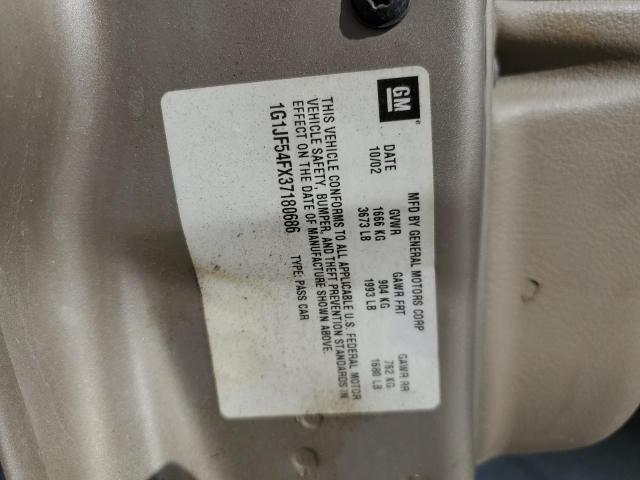 GM
MFD BY GENERAL MOTORS CORP
DATE GVWR GAWR FRT GAWR RR
10/02 1666 KG 904 KG 762 KG
3673 LB 1993 LB 1680 LB
THIS VEHICLE CONFORMS TO ALL APPLICABLE U.S. FEDERAL MOTOR
VEHICLE SAFETY, BUMPER, AND THEFT PREVENTION STANDARDS IN
EFFECT ON THE DATE OF MANUFACTURE SHOWN ABOVE.
1G1JF54FX37180686 TYPE: PASS CAR